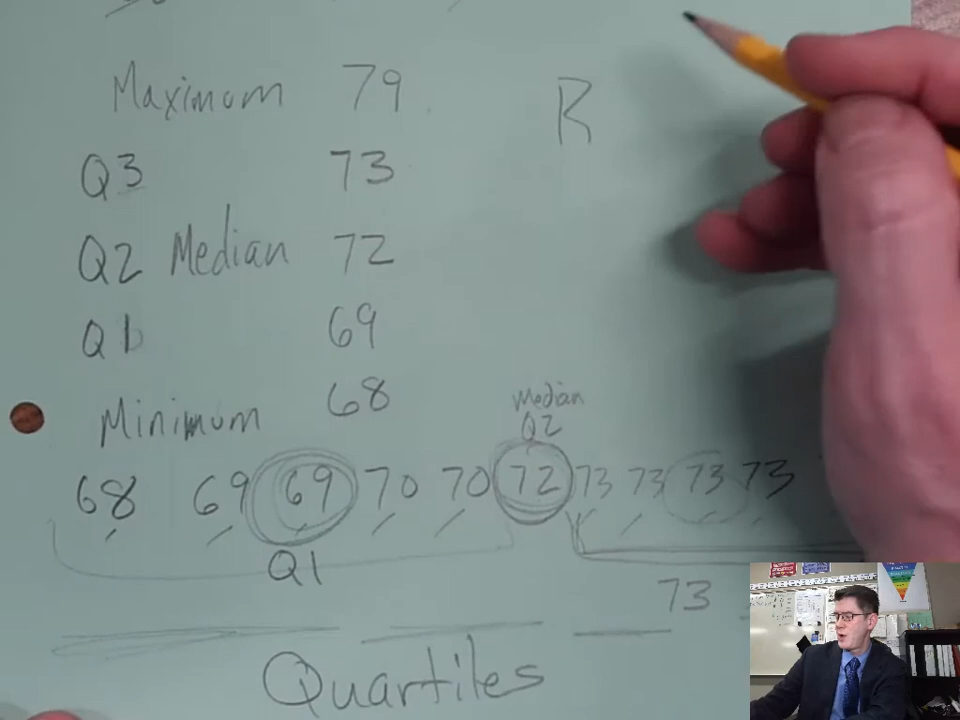 Maximum 79
R
Q3 73
Q2 Median 72
Q1 69
Minimum 68
Median
Q2
68 69 69 70 70 72 73 73 73 73
Q1
73
Quartiles